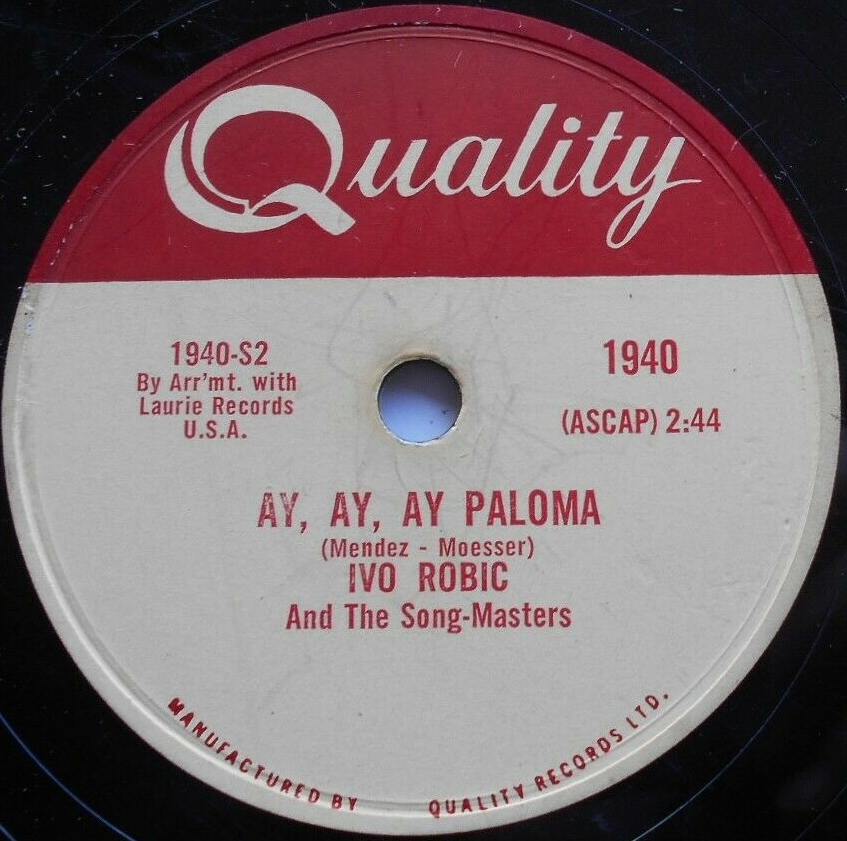 Quality
1940-S2
By Arr'mt. with
Laurie Records
U.S.A.
1940
(ASCAP) 2:44
AY, AY, AY PALOMA
(Mendez - Moesser)
IVO ROBIC
And The Song-Masters
MANUFACTURED BY QUALITY RECORDS LTD.